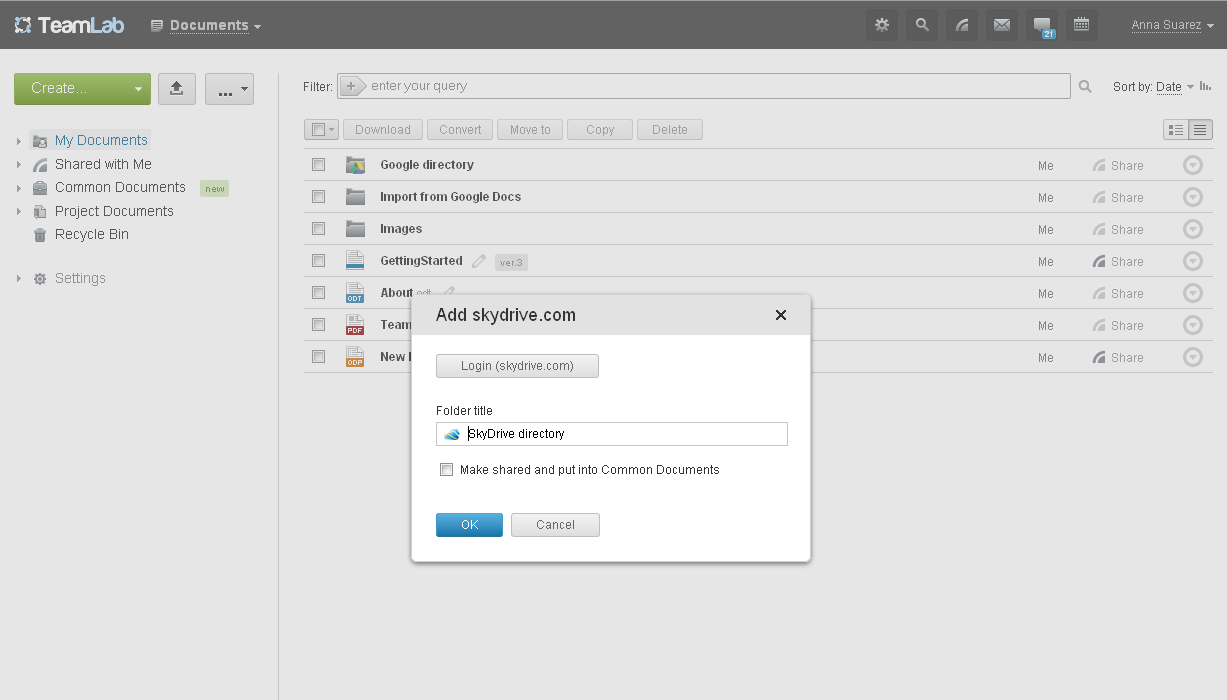 TeamLab
Documents
21
Anna Suarez
Create...
...
Filter:
enter your query
Sort by: Date
Download
Convert
Move to
Copy
Delete
My Documents
Shared with Me
Common Documents
new
Project Documents
Recycle Bin
Settings
Google directory
Me
Share
Import from Google Docs
Me
Share
Images
Me
Share
GettingStarted
ver.3
Me
Share
ODT
About
Me
Share
PDF
Team
Me
Share
ODP
New
Me
Share
Add skydrive.com
Login (skydrive.com)
Folder title
SkyDrive directory
Make shared and put into Common Documents
OK
Cancel